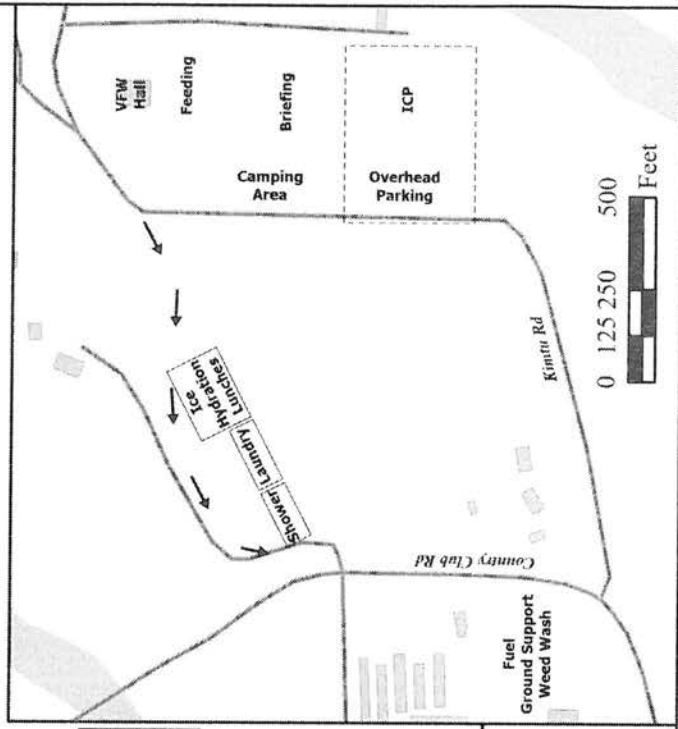 VFW
Hall
Feeding
Briefing
ICP
Camping
Area
Overhead
Parking
Ice
Hydration
Lunches
Laundry
Shower
Kimtu Rd
Country Club Rd
Fuel
Ground Support
Weed Wash
0 125 250 500
Feet